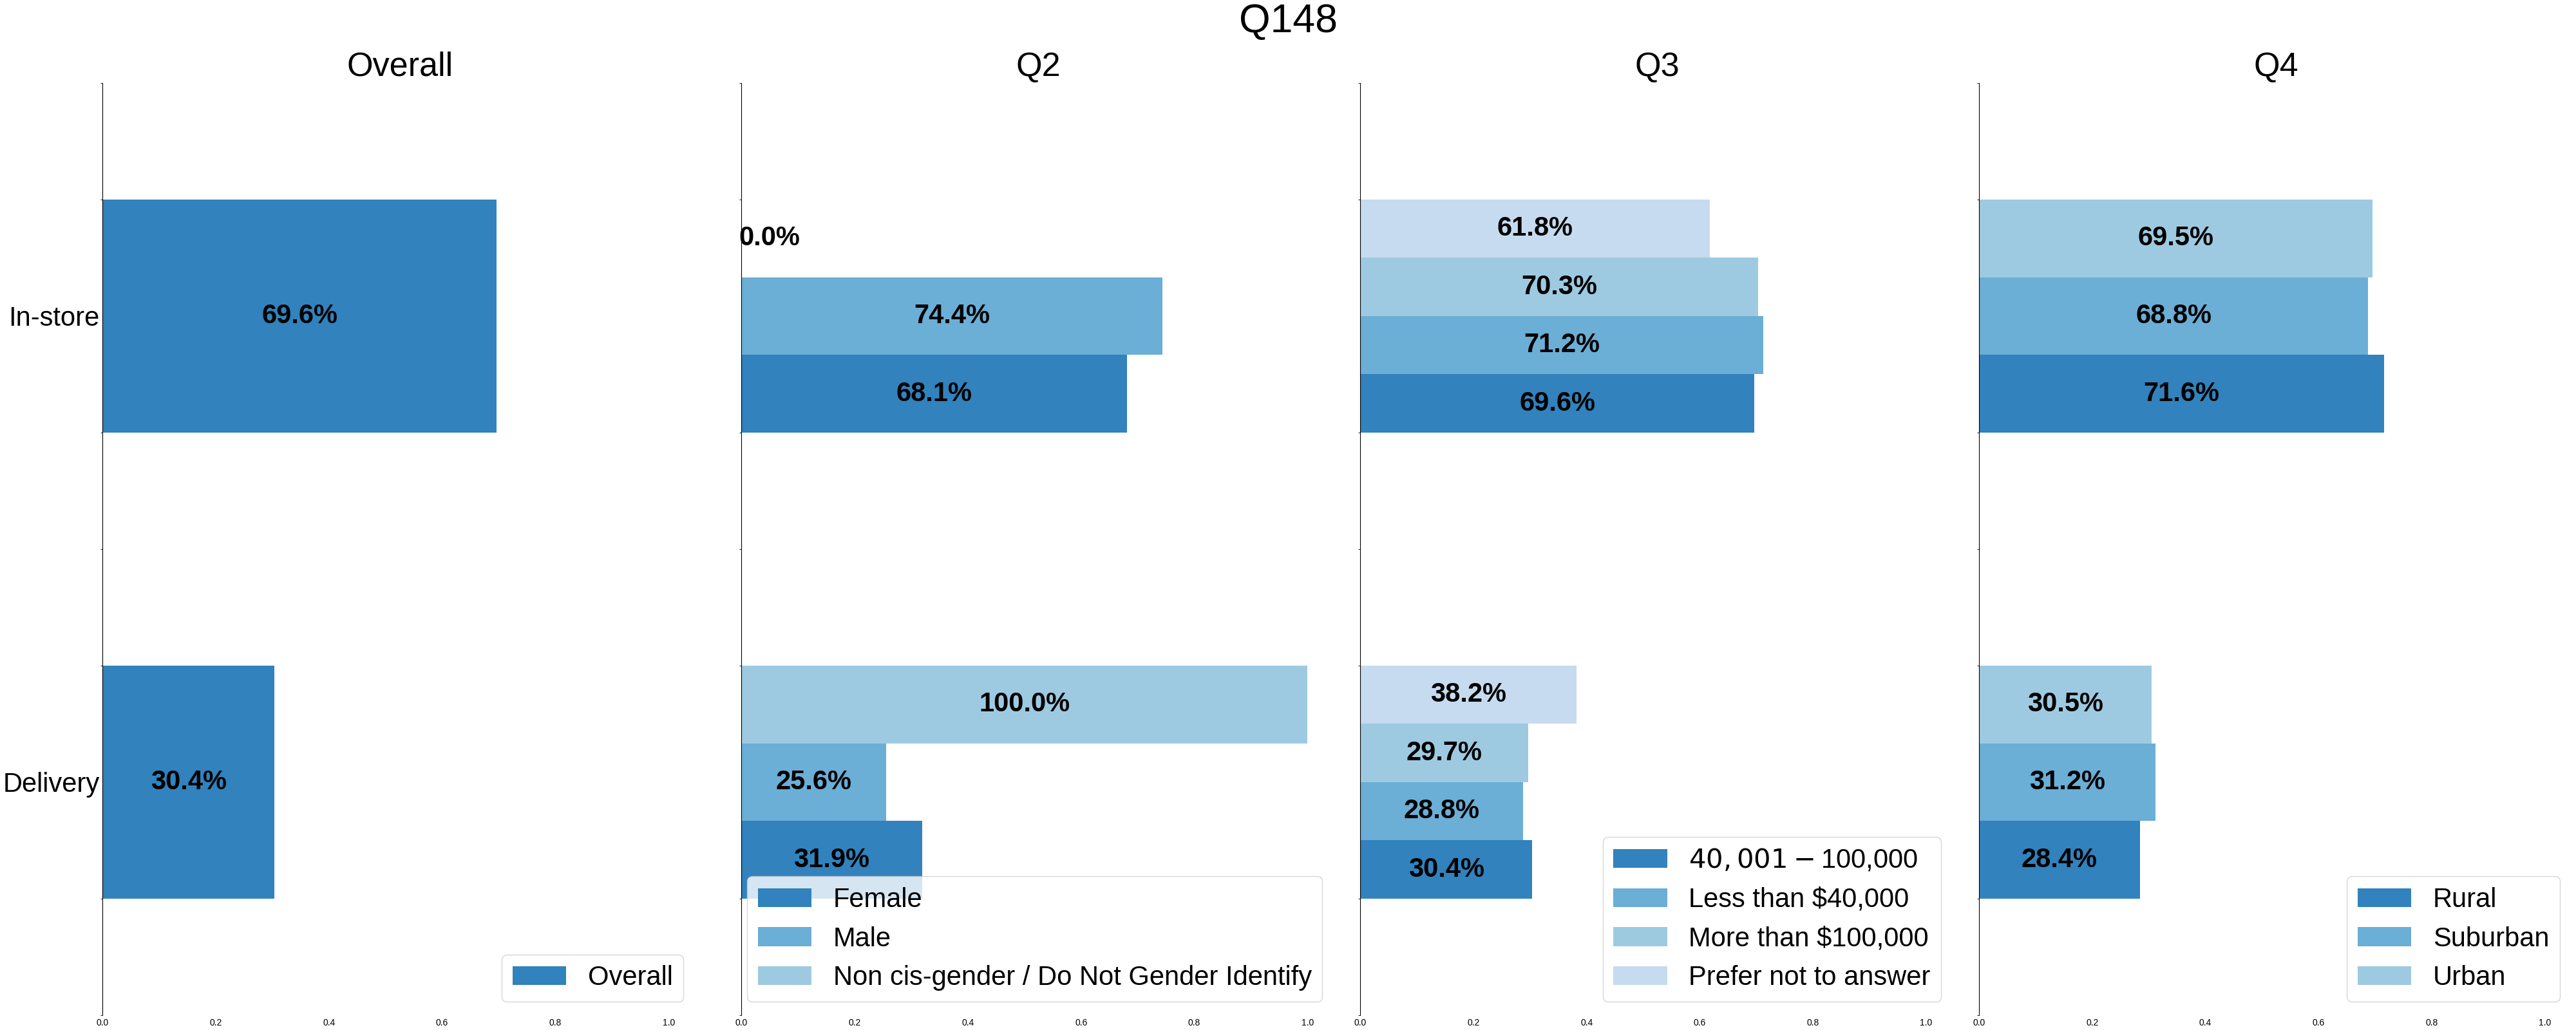 Q148
Overall
Q2
Q3
Q4
In-store
Delivery
69.6%
30.4%
0.0%
74.4%
68.1%
100.0%
25.6%
31.9%
61.8%
70.3%
71.2%
69.6%
38.2%
29.7%
28.8%
30.4%
69.5%
68.8%
71.6%
30.5%
31.2%
28.4%
Overall
Female
Male
Non cis-gender / Do Not Gender Identify
40,001 − 100,000
Less than $40,000
More than $100,000
Prefer not to answer
Rural
Suburban
Urban
0.0 0.2 0.4 0.6 0.8 1.0
0.0 0.2 0.4 0.6 0.8 1.0
0.0 0.2 0.4 0.6 0.8 1.0
0.0 0.2 0.4 0.6 0.8 1.0